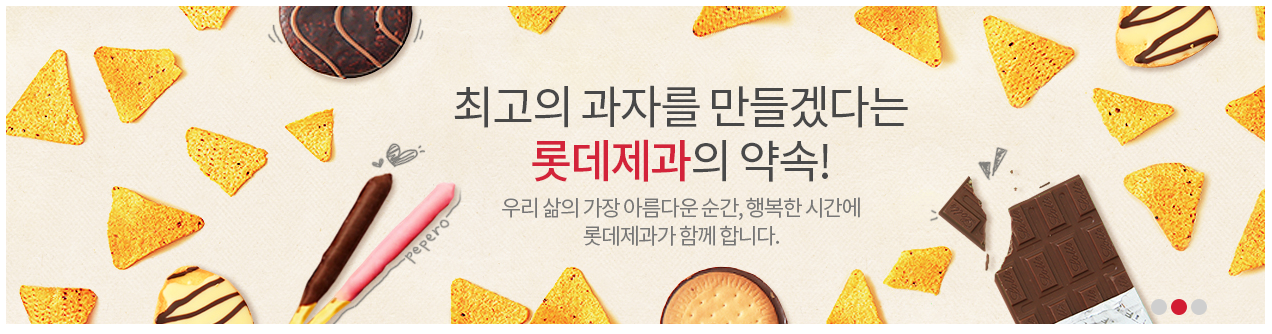 최고의 과자를 만들겠다는
롯데제과의 약속!
우리 삶의 가장 아름다운 순간, 행복한 시간에
롯데제과가 함께 합니다.
pepero